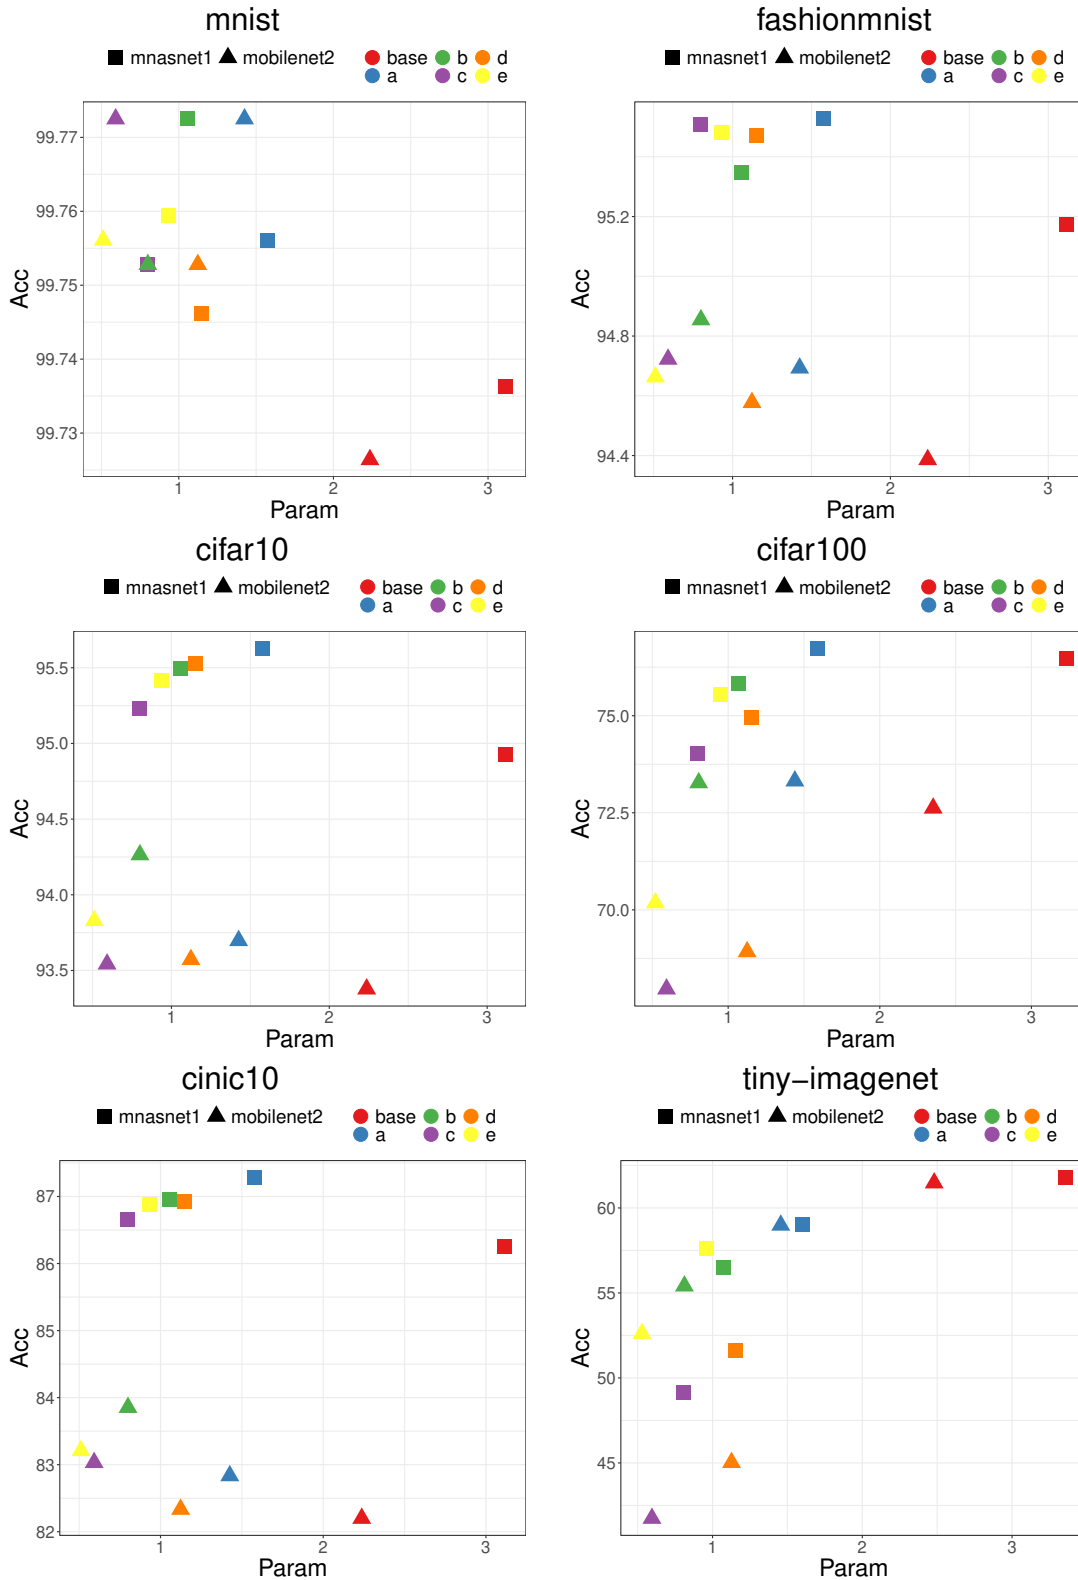 mnist
mnasnet1 mobilenet2 base b d
a c e
99.77
99.76
99.75
99.74
99.73
Acc
1 2 3
Param
fashionmnist
mnasnet1 mobilenet2 base b d
a c e
95.2
94.8
94.4
Acc
1 2 3
Param
cifar10
mnasnet1 mobilenet2 base b d
a c e
95.5
95.0
94.5
94.0
93.5
Acc
1 2 3
Param
cifar100
mnasnet1 mobilenet2 base b d
a c e
75.0
72.5
70.0
Acc
1 2 3
Param
cinic10
mnasnet1 mobilenet2 base b d
a c e
87
86
85
84
83
82
Acc
1 2 3
Param
tiny−imagenet
mnasnet1 mobilenet2 base b d
a c e
60
55
50
45
Acc
1 2 3
Param